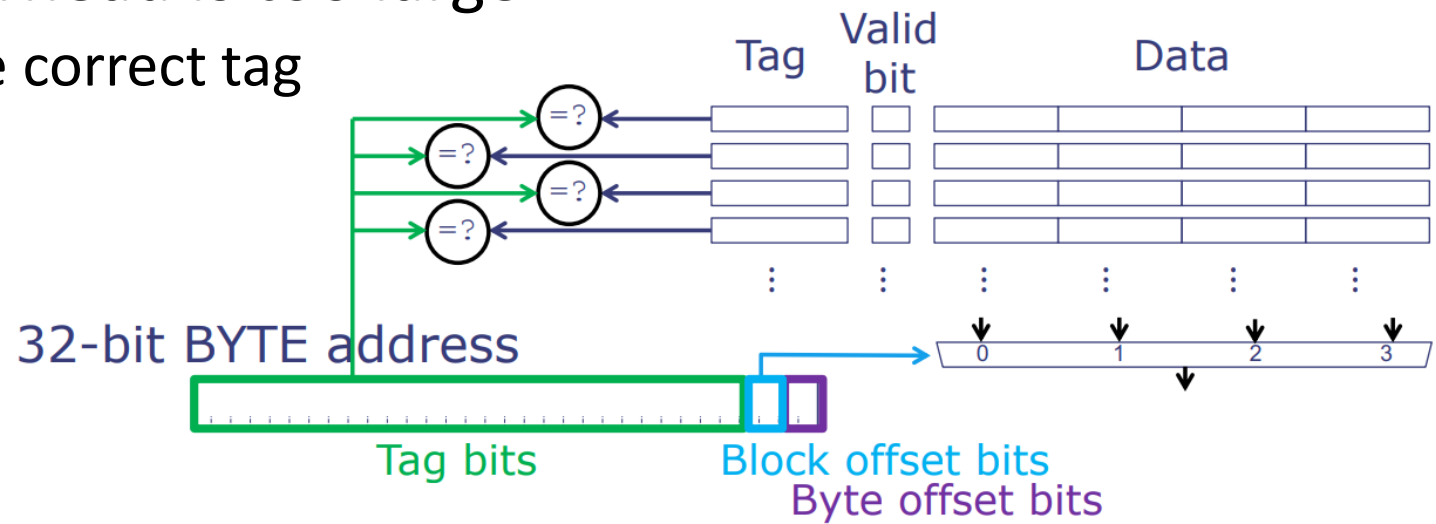 e correct tag
Tag
Valid
bit
Data
=?
=?
=?
=?
32-bit BYTE address
0 1 2 3
Tag bits
Block offset bits
Byte offset bits